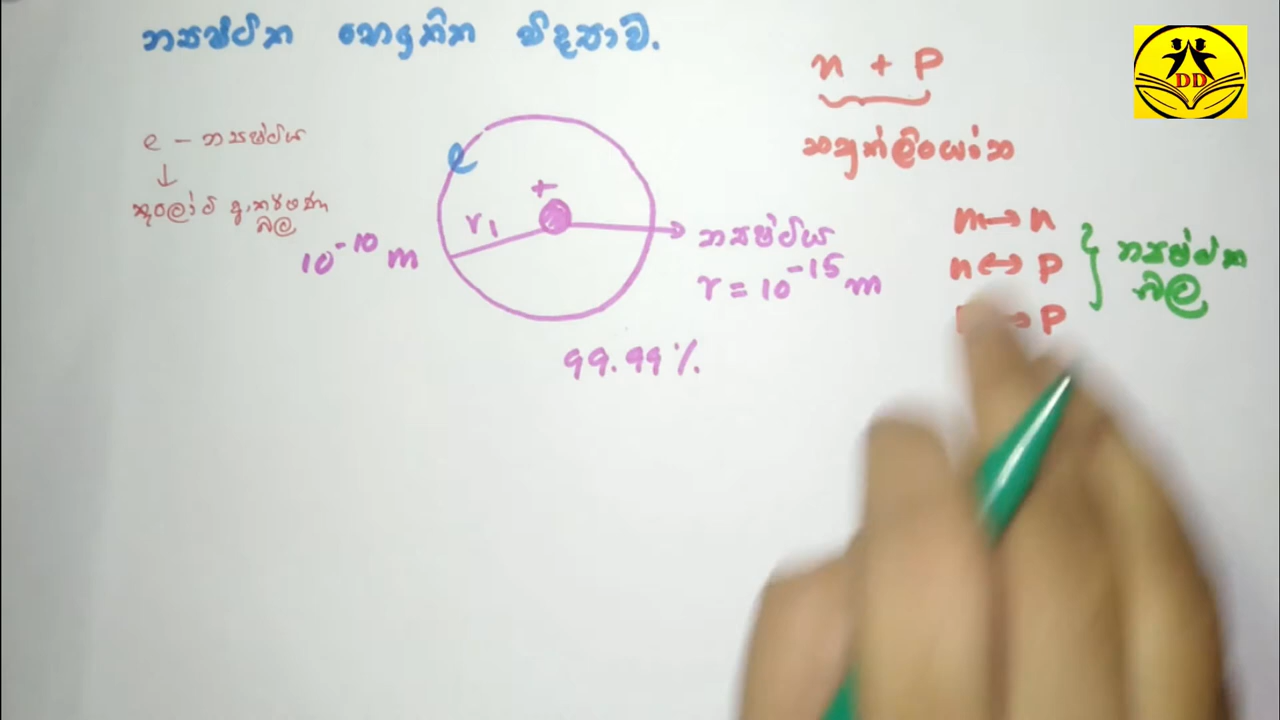 න්‍යෂ්ටික භෞතික විද්‍යාව.
n + P
නියුක්ලියෝන
e - න්‍යෂ්ටිය
↓
කූලෝම් ආකර්ෂණ
බල
e
+
r₁
10⁻¹⁰ m
න්‍යෂ්ටිය
r = 10⁻¹⁵ m
99.99 %
n ↔ n
n ↔ P
P
න්‍යෂ්ටික
බල
DD